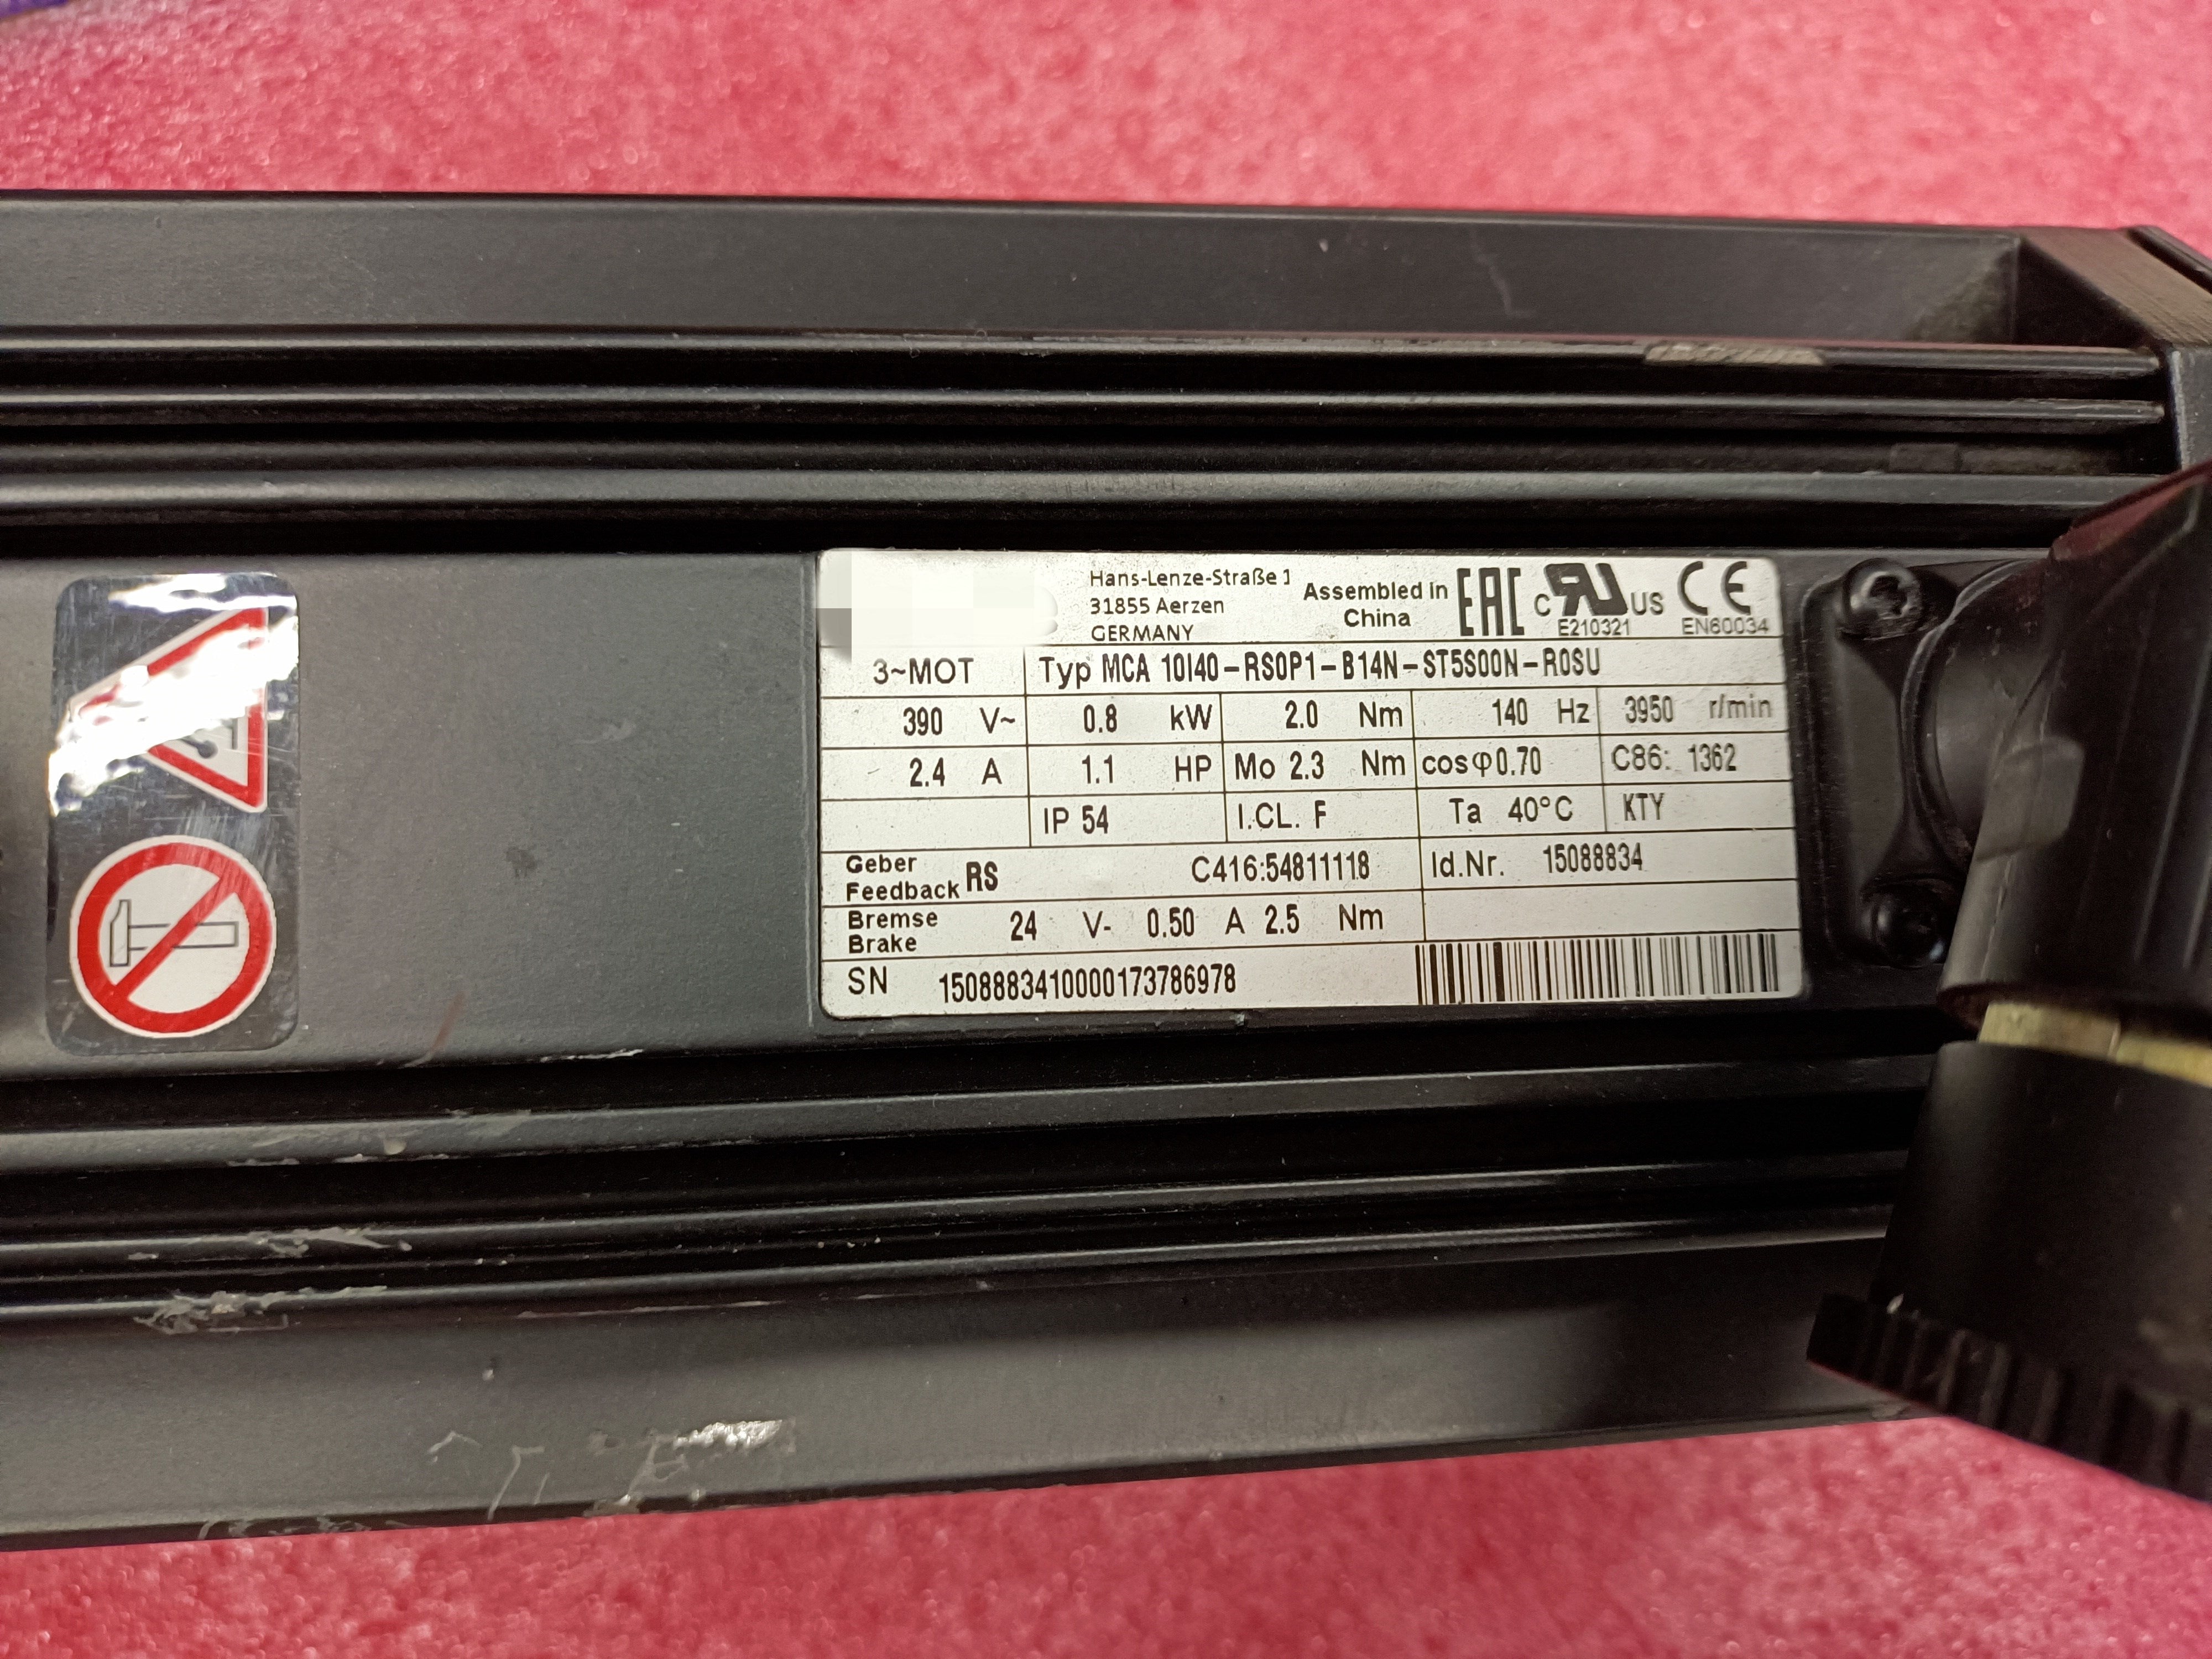 Hans-Lenze-Straße 1
31855 Aerzen
GERMANY
Assembled in
China
EAC
c RU US
E210321
CE
EN60034
3~MOT Typ MCA 10I40-RS0P1-B14N-ST5S00N-R0SU
390 V~ 0.8 kW 2.0 Nm 140 Hz 3950 r/min
2.4 A 1.1 HP Mo 2.3 Nm cosφ0.70 C86: 1362
IP 54 I.CL. F Ta 40°C KTY
Geber
Feedback RS C416:54811118 Id.Nr. 15088834
Bremse
Brake 24 V- 0.50 A 2.5 Nm
SN 1508883410000173786978